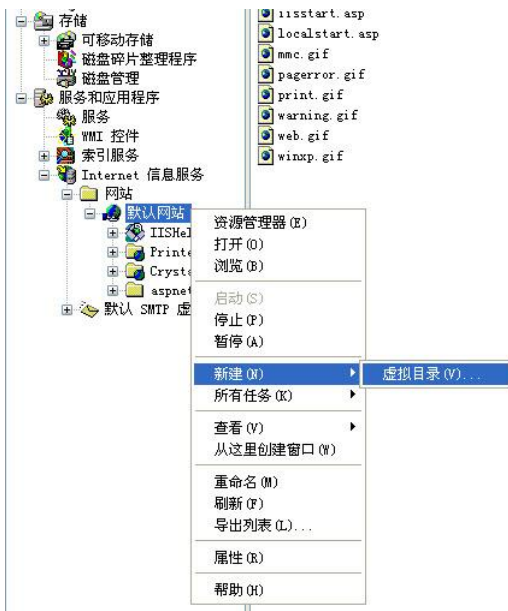 存储
可移动存储
磁盘碎片整理程序
磁盘管理
服务和应用程序
服务
WMI 控件
索引服务
Internet 信息服务
网站
默认网站
IISHel
Printe
Cryst
aspnet
默认 SMTP 虚
iisstart.asp
localstart.asp
mmc.gif
pagerror.gif
print.gif
warning.gif
web.gif
winxp.gif
资源管理器(E)
打开(O)
浏览(B)
启动(S)
停止(P)
暂停(A)
新建(N)
虚拟目录(V)...
所有任务(K)
查看(V)
从这里创建窗口(W)
重命名(M)
刷新(F)
导出列表(L)...
属性(R)
帮助(H)